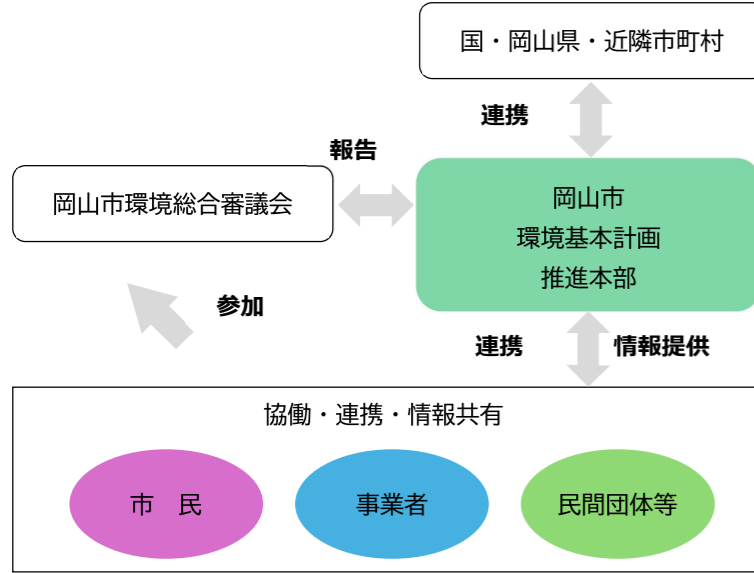 国・岡山県・近隣市町村
連携
報告
岡山市環境総合審議会
岡山市
環境基本計画
推進本部
参加
連携
情報提供
協働・連携・情報共有
市　民
事業者
民間団体等